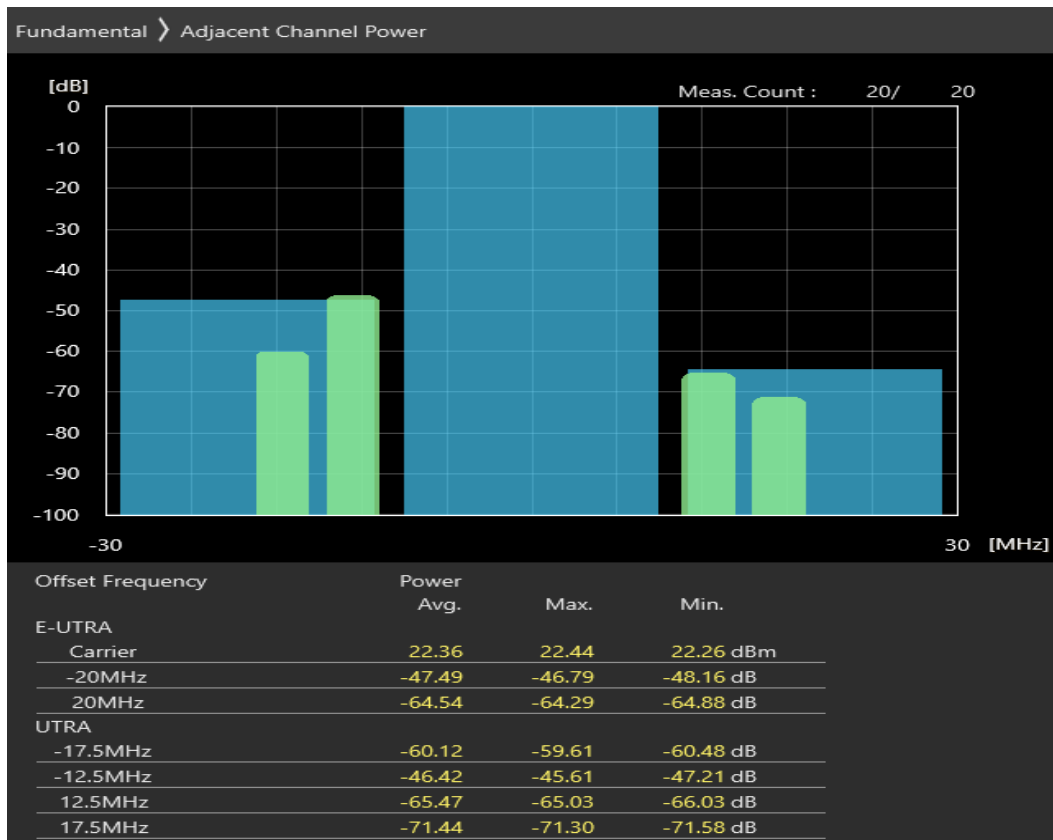 Fundamental ❭ Adjacent Channel Power
[dB]
Meas. Count : 20/ 20
0
-10
-20
-30
-40
-50
-60
-70
-80
-90
-100
-30 30 [MHz]
Offset Frequency Power
Avg. Max. Min.
E-UTRA
Carrier 22.36 22.44 22.26 dBm
-20MHz -47.49 -46.79 -48.16 dB
20MHz -64.54 -64.29 -64.88 dB
UTRA
-17.5MHz -60.12 -59.61 -60.48 dB
-12.5MHz -46.42 -45.61 -47.21 dB
12.5MHz -65.47 -65.03 -66.03 dB
17.5MHz -71.44 -71.30 -71.58 dB